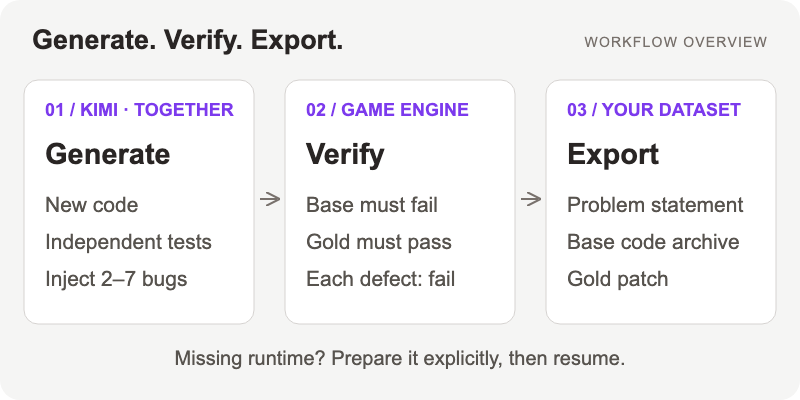 Generate. Verify. Export.
WORKFLOW OVERVIEW
01 / KIMI · TOGETHER
Generate
New code
Independent tests
Inject 2–7 bugs
02 / GAME ENGINE
Verify
Base must fail
Gold must pass
Each defect: fail
03 / YOUR DATASET
Export
Problem statement
Base code archive
Gold patch
Missing runtime? Prepare it explicitly, then resume.